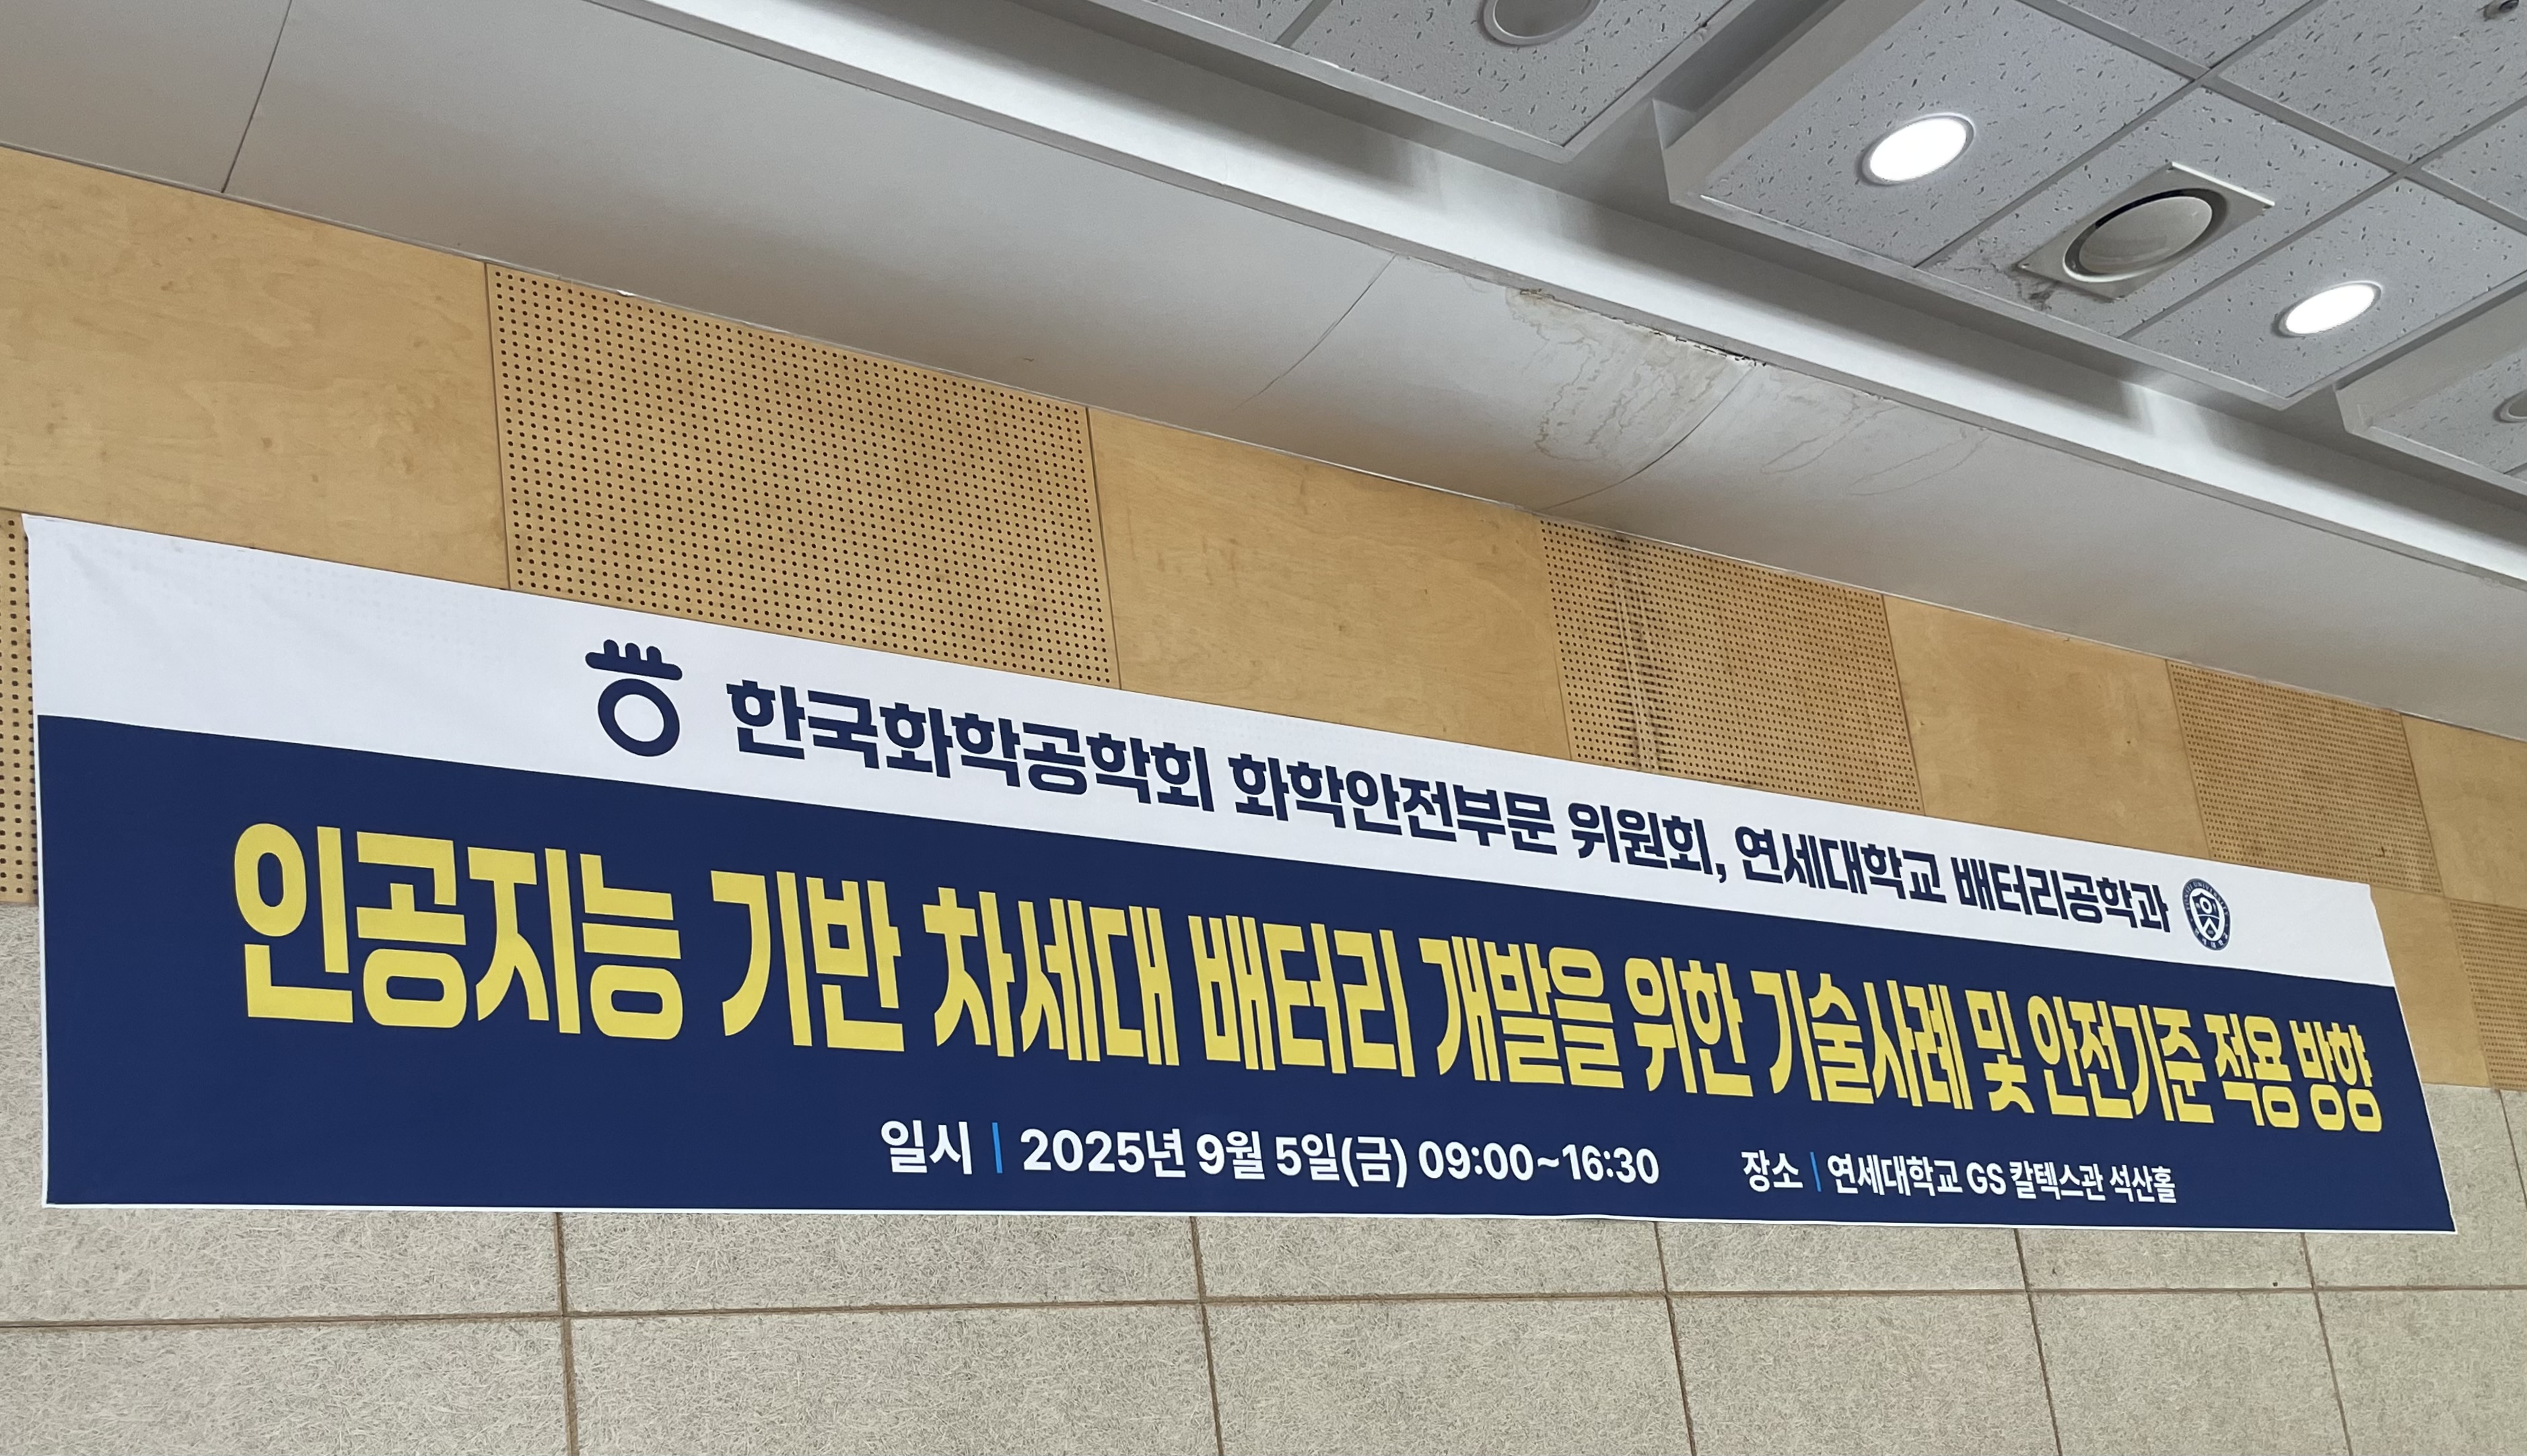 한국화학공학회 화학안전부문 위원회, 연세대학교 배터리공학과
인공지능 기반 차세대 배터리 개발을 위한 기술사례 및 안전기준 적용 방향
일시 | 2025년 9월 5일(금) 09:00~16:30 장소 | 연세대학교 GS 칼텍스관 석산홀